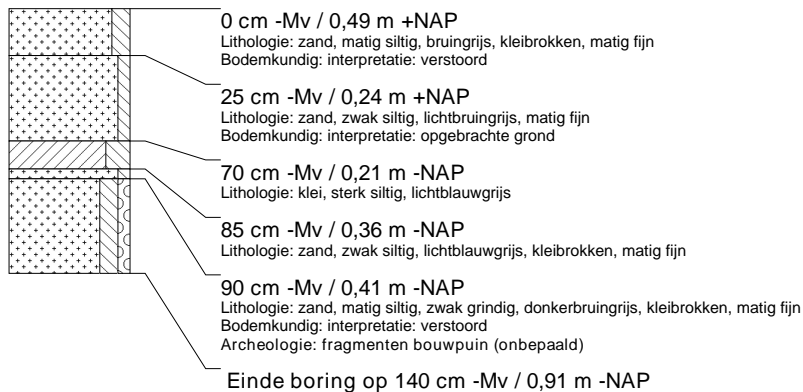 0 cm -Mv / 0,49 m +NAP
Lithologie: zand, matig siltig, bruingrijs, kleibrokken, matig fijn
Bodemkundig: interpretatie: verstoord
25 cm -Mv / 0,24 m +NAP
Lithologie: zand, zwak siltig, lichtbruingrijs, matig fijn
Bodemkundig: interpretatie: opgebrachte grond
70 cm -Mv / 0,21 m -NAP
Lithologie: klei, sterk siltig, lichtblauwgrijs
85 cm -Mv / 0,36 m -NAP
Lithologie: zand, zwak siltig, lichtblauwgrijs, kleibrokken, matig fijn
90 cm -Mv / 0,41 m -NAP
Lithologie: zand, matig siltig, zwak grindig, donkerbruingrijs, kleibrokken, matig fijn
Bodemkundig: interpretatie: verstoord
Archeologie: fragmenten bouwpuin (onbepaald)
Einde boring op 140 cm -Mv / 0,91 m -NAP